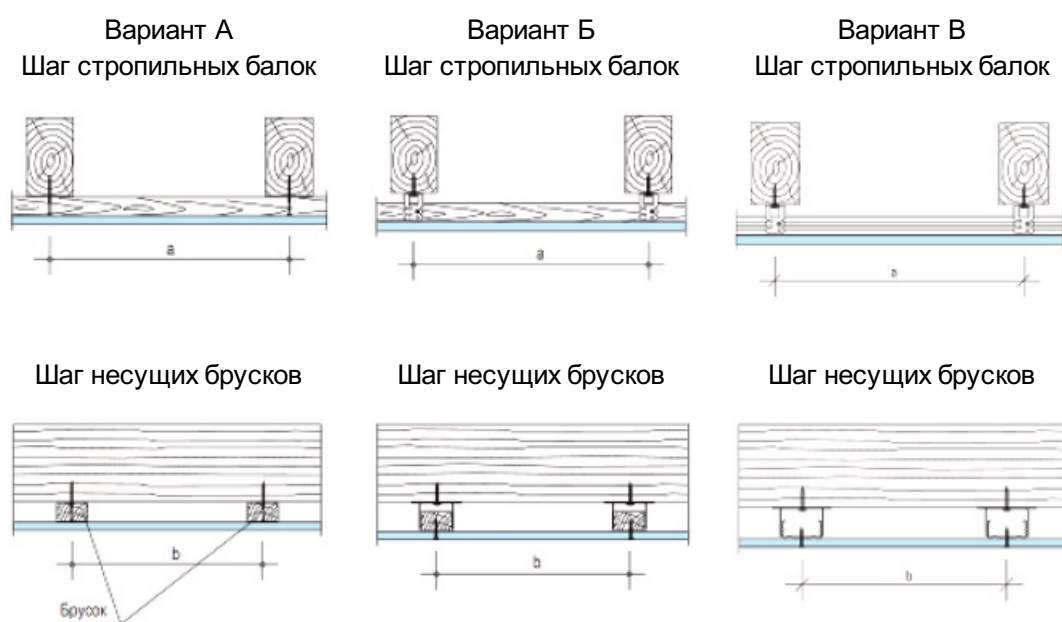 Вариант А
Шаг стропильных балок
Вариант Б
Шаг стропильных балок
Вариант В
Шаг стропильных балок
a
a
a
Шаг несущих брусков
Шаг несущих брусков
Шаг несущих брусков
b
b
b
Брусок